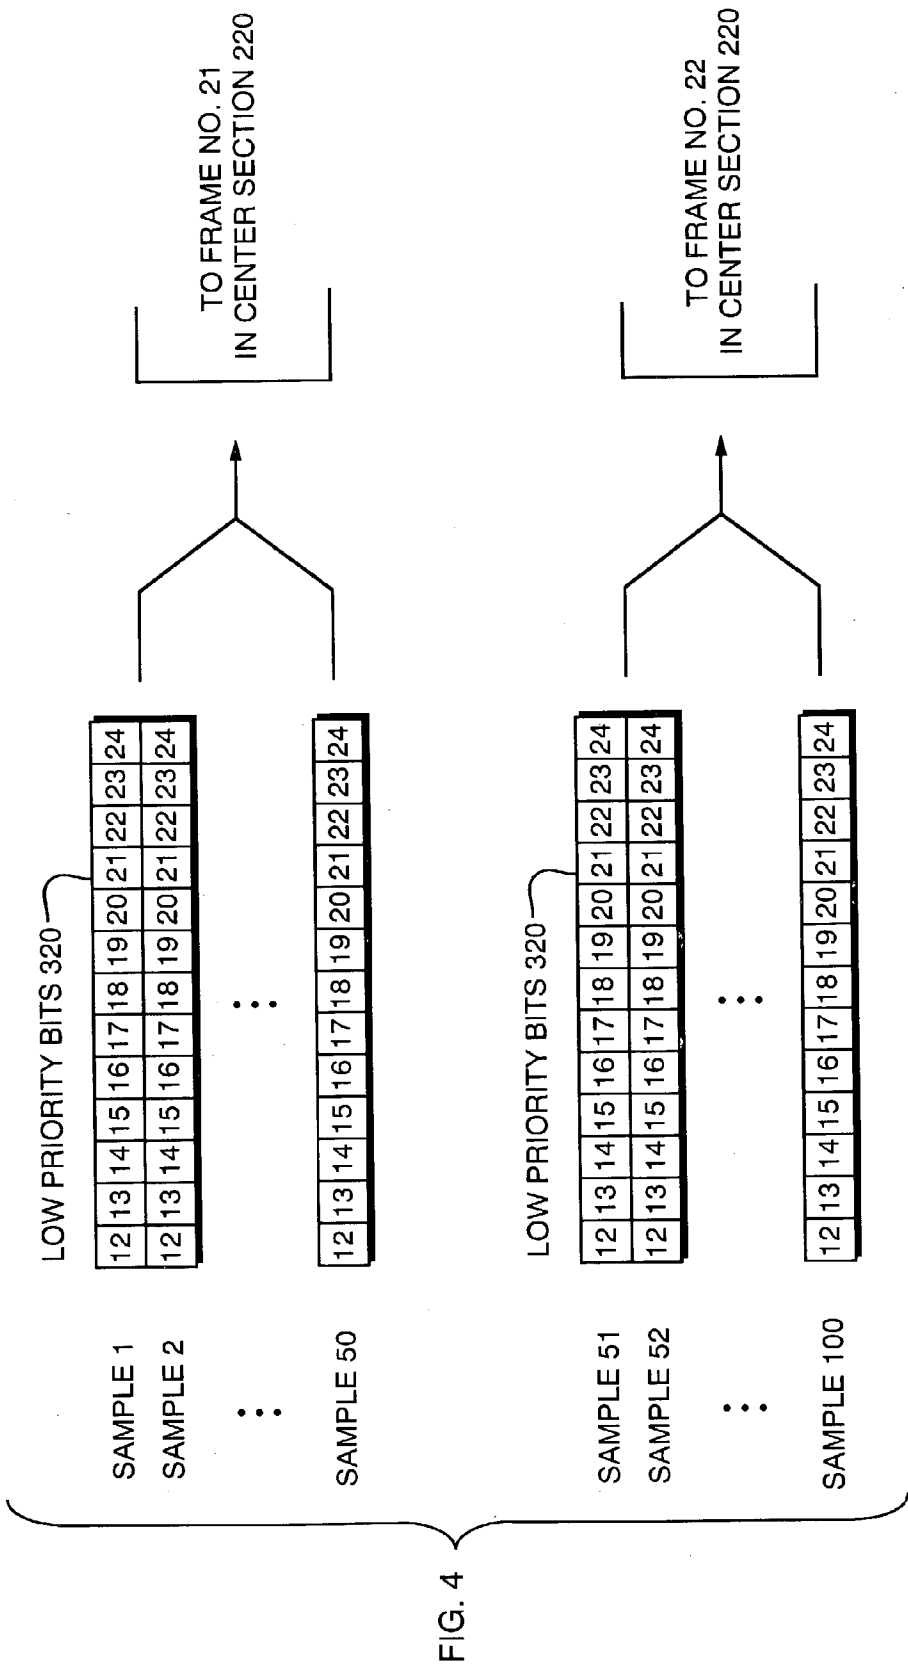 FIG. 4
LOW PRIORITY BITS 320
SAMPLE 1 12 13 14 15 16 17 18 19 20 21 22 23 24
SAMPLE 2 12 13 14 15 16 17 18 19 20 21 22 23 24
SAMPLE 50 12 13 14 15 16 17 18 19 20 21 22 23 24
TO FRAME NO. 21
IN CENTER SECTION 220
LOW PRIORITY BITS 320
SAMPLE 51 12 13 14 15 16 17 18 19 20 21 22 23 24
SAMPLE 52 12 13 14 15 16 17 18 19 20 21 22 23 24
SAMPLE 100 12 13 14 15 16 17 18 19 20 21 22 23 24
TO FRAME NO. 22
IN CENTER SECTION 220